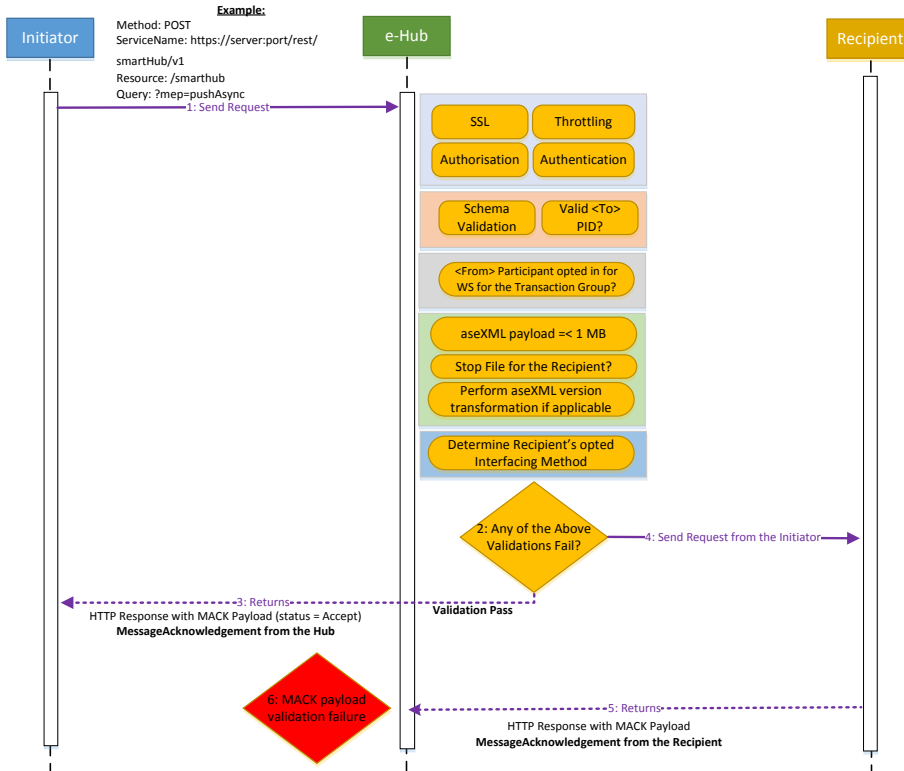 Example:
Method: POST
ServiceName: https://server:port/rest/
smartHub/v1
Resource: /smarthub
Query: ?mep=pushAsync
Initiator
e-Hub
Recipient
1: Send Request
SSL
Throttling
Authorisation
Authentication
Schema
Validation
Valid <To>
PID?
<From> Participant opted in for
WS for the Transaction Group?
aseXML payload =< 1 MB
Stop File for the Recipient?
Perform aseXML version
transformation if applicable
Determine Recipient's opted
Interfacing Method
2: Any of the Above
Validations Fail?
4: Send Request from the Initiator
3: Returns
Validation Pass
HTTP Response with MACK Payload (status = Accept)
MessageAcknowledgement from the Hub
6: MACK payload
validation failure
5: Returns
HTTP Response with MACK Payload
MessageAcknowledgement from the Recipient